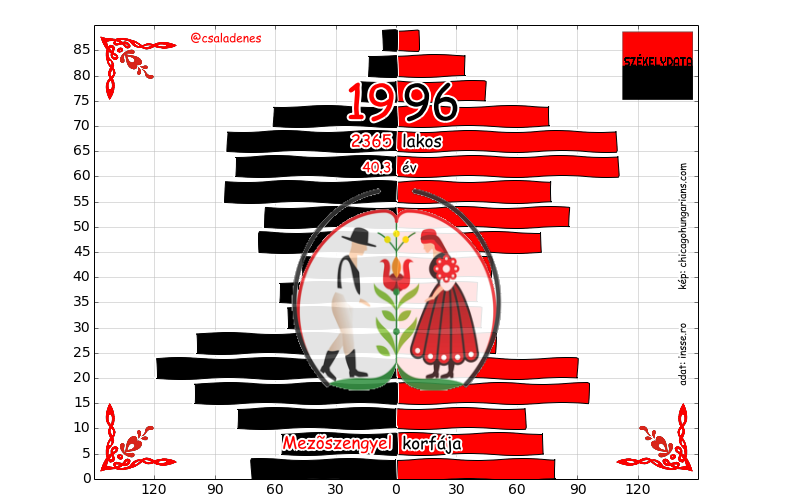 @csaladenes
SZÉKELYDATA
1996
2365 lakos
40.3 év
kép: chicagohungarians.com
adat: insse.ro
Mezõszengyel korfája
85
80
75
70
65
60
55
50
45
40
35
30
25
20
15
10
5
0
120 90 60 30 0 30 60 90 120